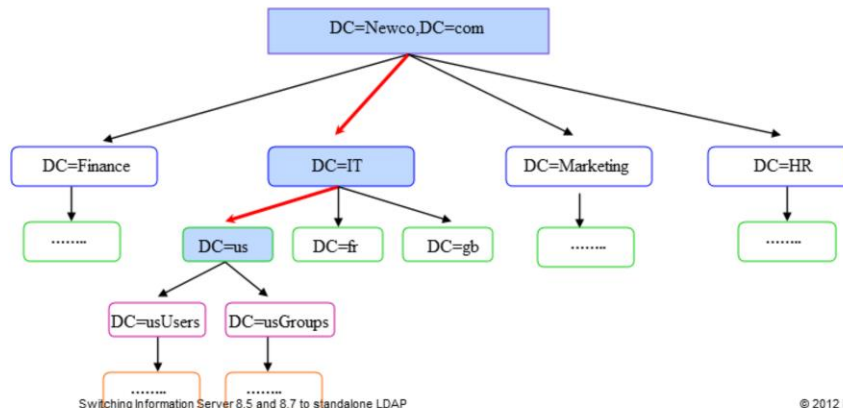 DC=Newco,DC=com
DC=Finance
DC=IT
DC=Marketing
DC=HR
........
DC=us
DC=fr
DC=gb
........
........
DC=usUsers
DC=usGroups
........
........
Switching Information Server 8.5 and 8.7 to standalone LDAP
© 2012